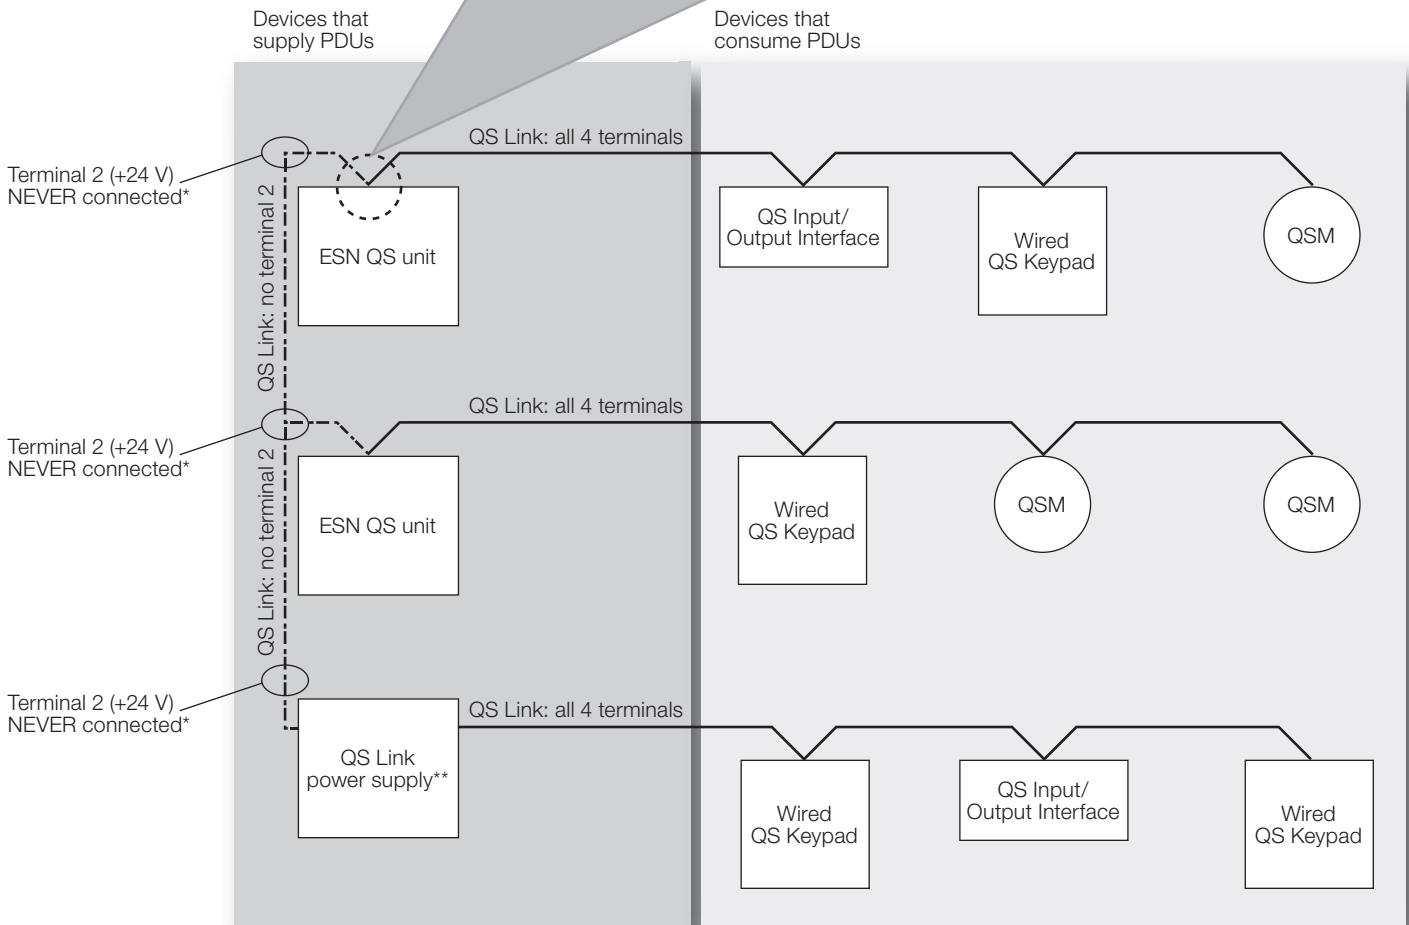 Devices that
supply PDUs
Devices that
consume PDUs
QS Link: all 4 terminals
Terminal 2 (+24 V)
NEVER connected*
QS Link: no terminal 2
ESN QS unit
QS Input/
Output Interface
Wired
QS Keypad
QSM
QS Link: all 4 terminals
Terminal 2 (+24 V)
NEVER connected*
QS Link: no terminal 2
ESN QS unit
Wired
QS Keypad
QSM
QSM
Terminal 2 (+24 V)
NEVER connected*
QS Link: all 4 terminals
QS Link
power supply**
Wired
QS Keypad
QS Input/
Output Interface
Wired
QS Keypad